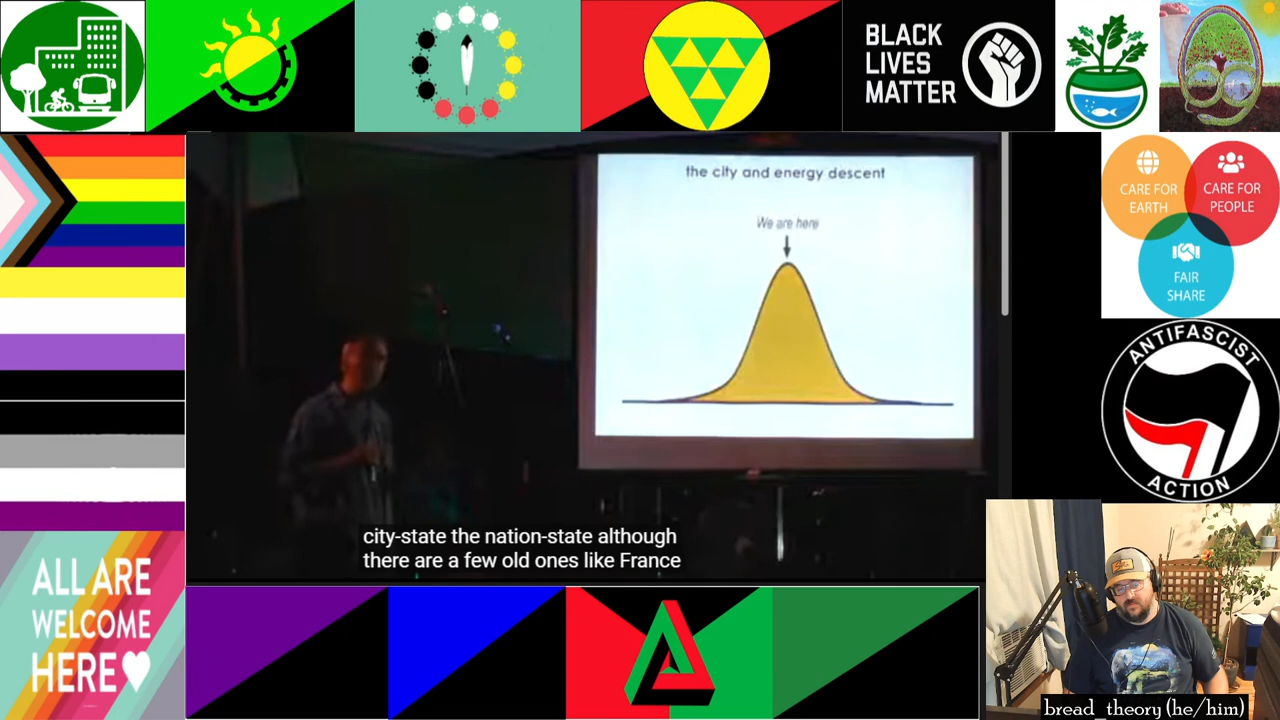 BLACK
LIVES
MATTER
the city and energy descent
We are here
CARE FOR
EARTH
CARE FOR
PEOPLE
FAIR
SHARE
ANTIFASCIST
ACTION
city-state the nation-state although
there are a few old ones like France
ALL ARE
WELCOME
HERE
bread_theory (he/him)